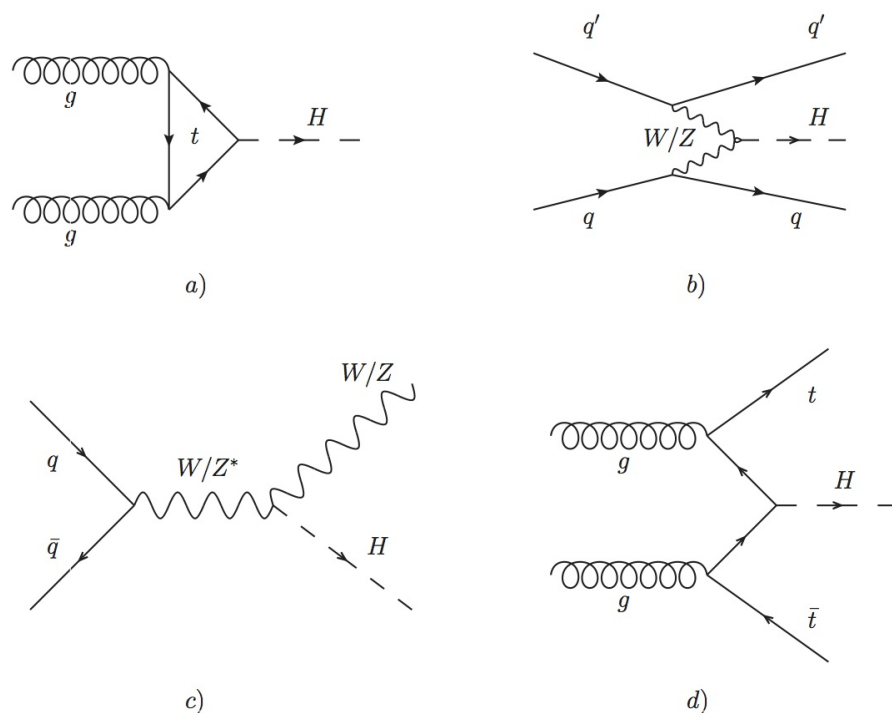 g
t
H
g
a)
q′ q′
W/Z H
q q
b)
W/Z
q
W/Z*
q̄
H
c)
t
g
H
g
t̄
d)